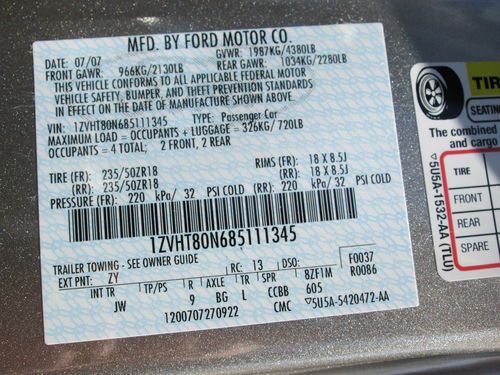 MFD. BY FORD MOTOR CO.
DATE: 07/07
GVWR: 1987KG/4380LB
FRONT GAWR: 966KG/2130LB
REAR GAWR: 1034KG/2280LB
THIS VEHICLE CONFORMS TO ALL APPLICABLE FEDERAL MOTOR
VEHICLE SAFETY, BUMPER, AND THEFT PREVENTION STANDARDS
IN EFFECT ON THE DATE OF MANUFACTURE SHOWN ABOVE.
VIN: 1ZVHT80N685111345 TYPE: Passenger Car
MAXIMUM LOAD = OCCUPANTS + LUGGAGE = 326KG/720LB
OCCUPANTS = 4 TOTAL; 2 FRONT, 2 REAR
TIRE (FR): 235/50ZR18 RIMS (FR): 18 X 8.5J
(RR): 235/50ZR18 (RR): 18 X 8.5J
PRESSURE (FR): 220 kPa/ 32 PSI COLD (RR): 220 kPa/ 32 PSI COLD
1ZVHT80N685111345
TRAILER TOWING - SEE OWNER GUIDE
EXT PNT: ZY RC: 13 DSO: F0037
R0086
INT TR TP/PS R AXLE TR SPR 8ZF1M
JW 9 BG L CCBB 605
1200707270922 CMC 5U5A-5420472-AA
TIR
SEATIN
The combined
and cargo
TIRE
FRONT
REAR
SPARE
5U5A-1532-AA (TLU)